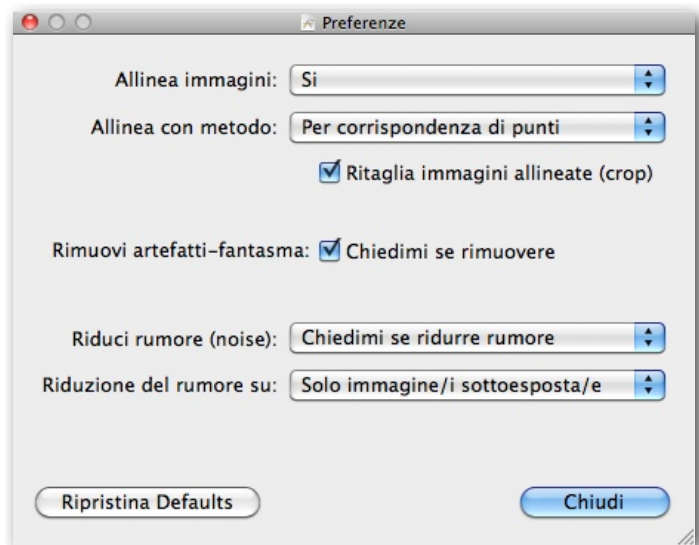 Preferenze
Allinea immagini: Si
Allinea con metodo: Per corrispondenza di punti
Ritaglia immagini allineate (crop)
Rimuovi artefatti-fantasma: Chiedimi se rimuovere
Riduci rumore (noise): Chiedimi se ridurre rumore
Riduzione del rumore su: Solo immagine/i sottoesposta/e
Ripristina Defaults Chiudi